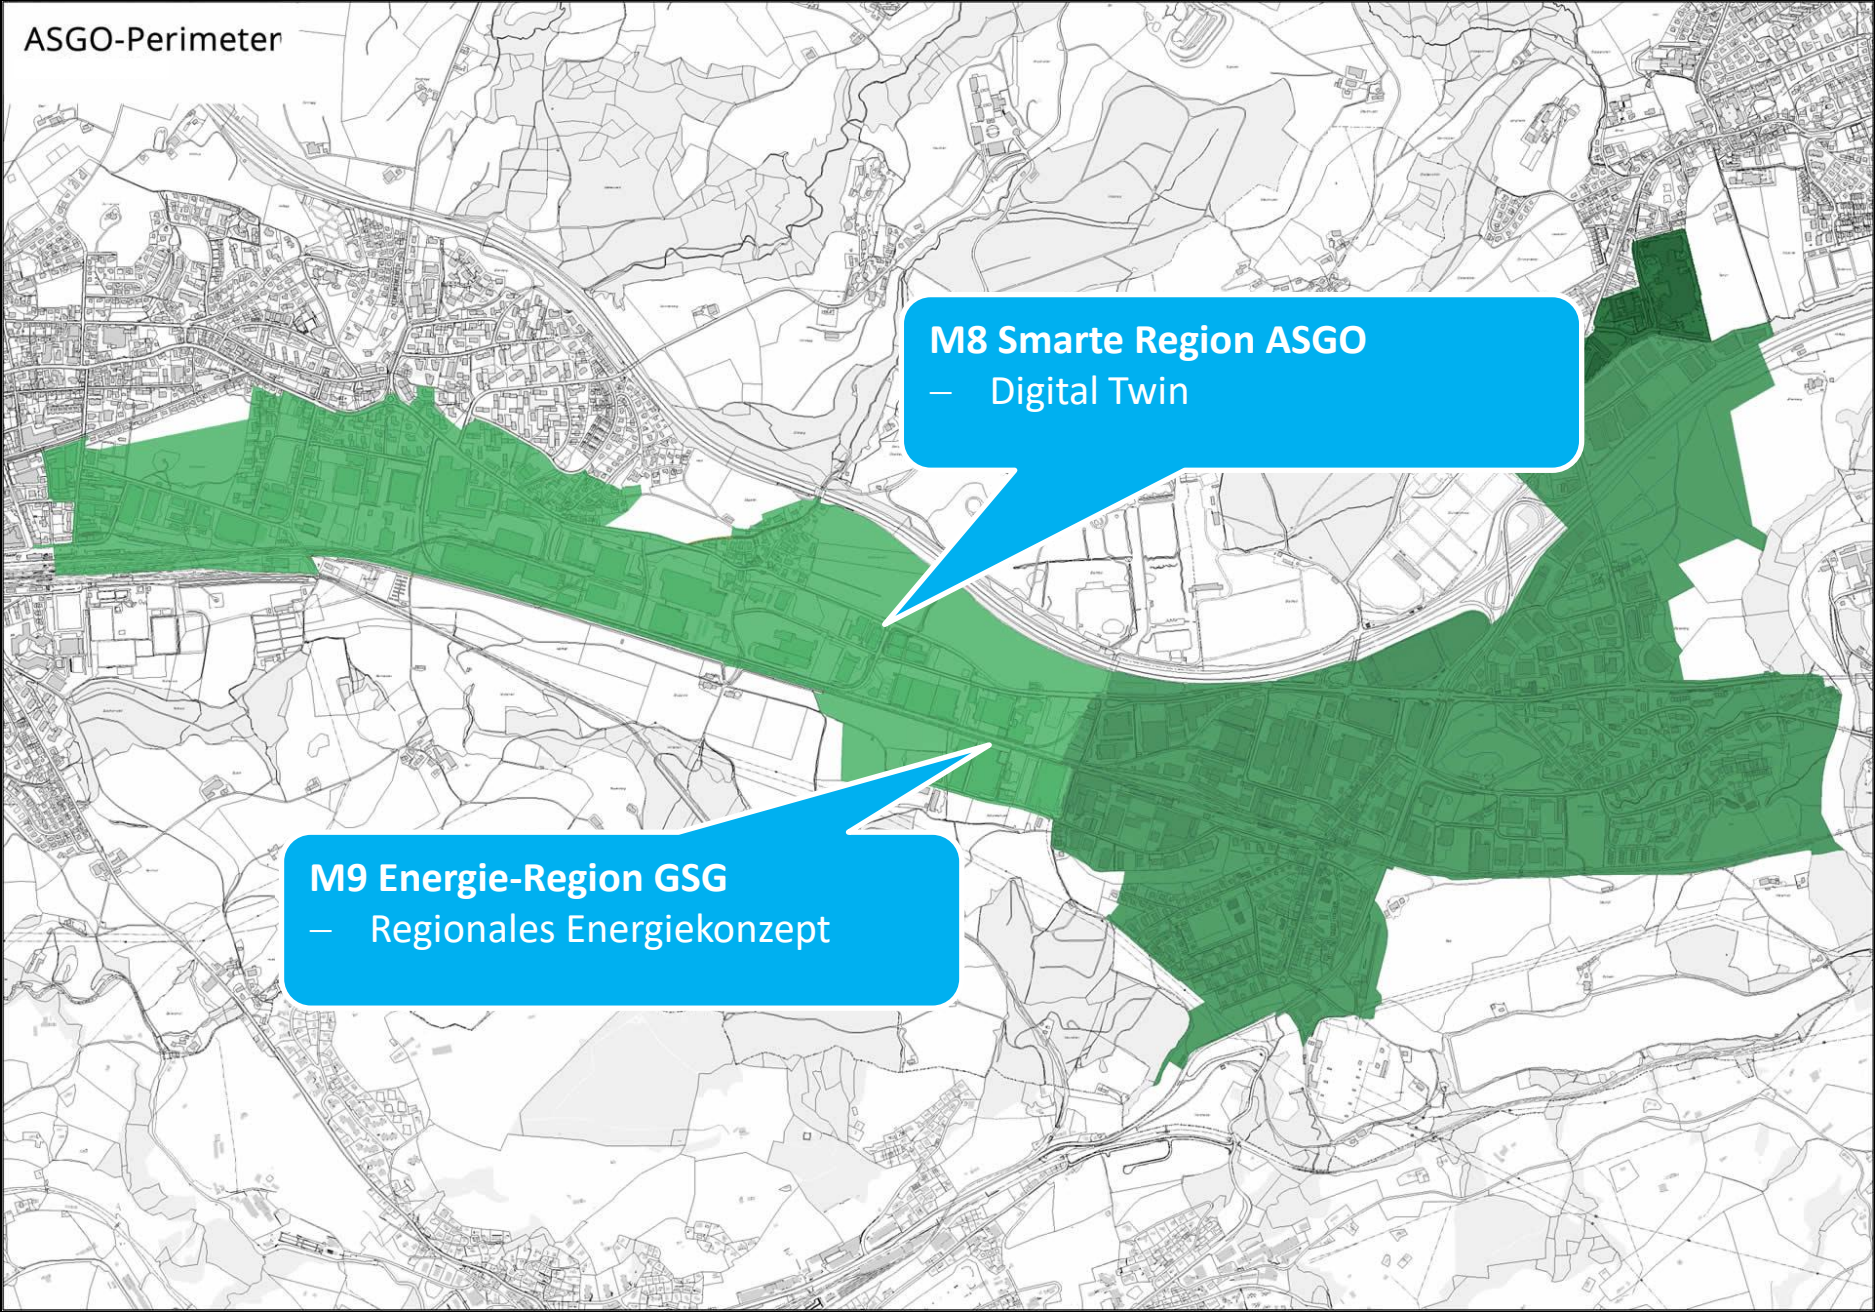 ASGO-Perimeter
M8 Smarte Region ASGO
– Digital Twin
M9 Energie-Region GSG
– Regionales Energiekonzept